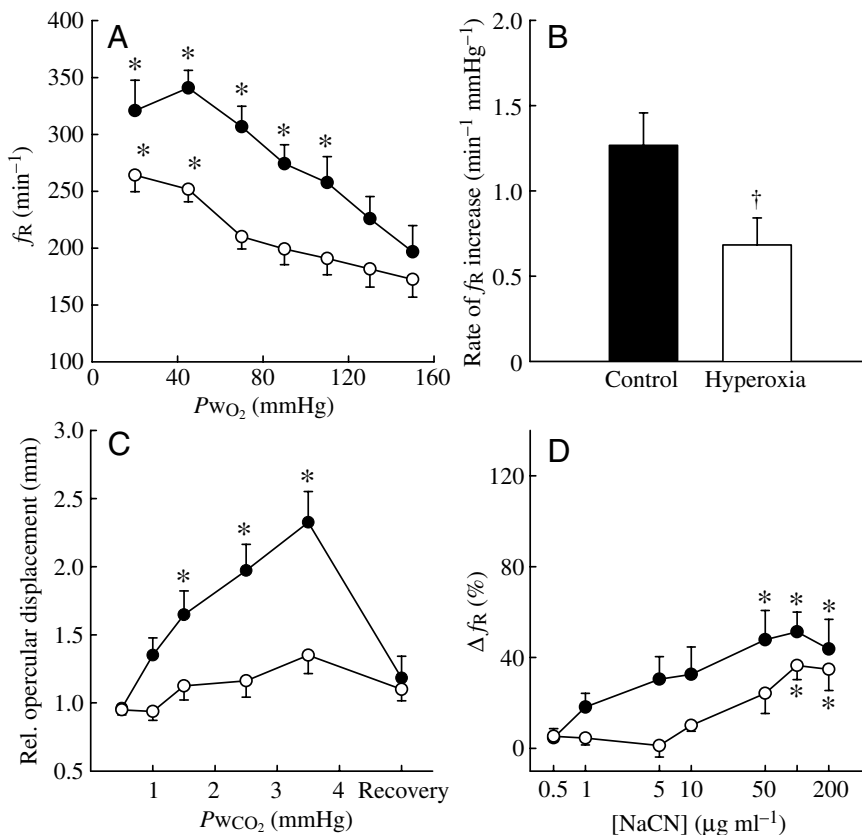 A
400
350
300
250
200
150
100
fR (min⁻¹)
0 40 80 120 160
PwO₂ (mmHg)
* * * * *
* *
B
2.0
1.5
1.0
0.5
0
Rate of fR increase (min⁻¹ mmHg⁻¹)
†
Control Hyperoxia
C
3.0
2.5
2.0
1.5
1.0
0.5
Rel. opercular displacement (mm)
* * *
1 2 3 4 Recovery
PwCO₂ (mmHg)
D
120
80
40
0
ΔfR (%)
* * *
* *
0.5 1 5 10 50 200
[NaCN] (μg ml⁻¹)